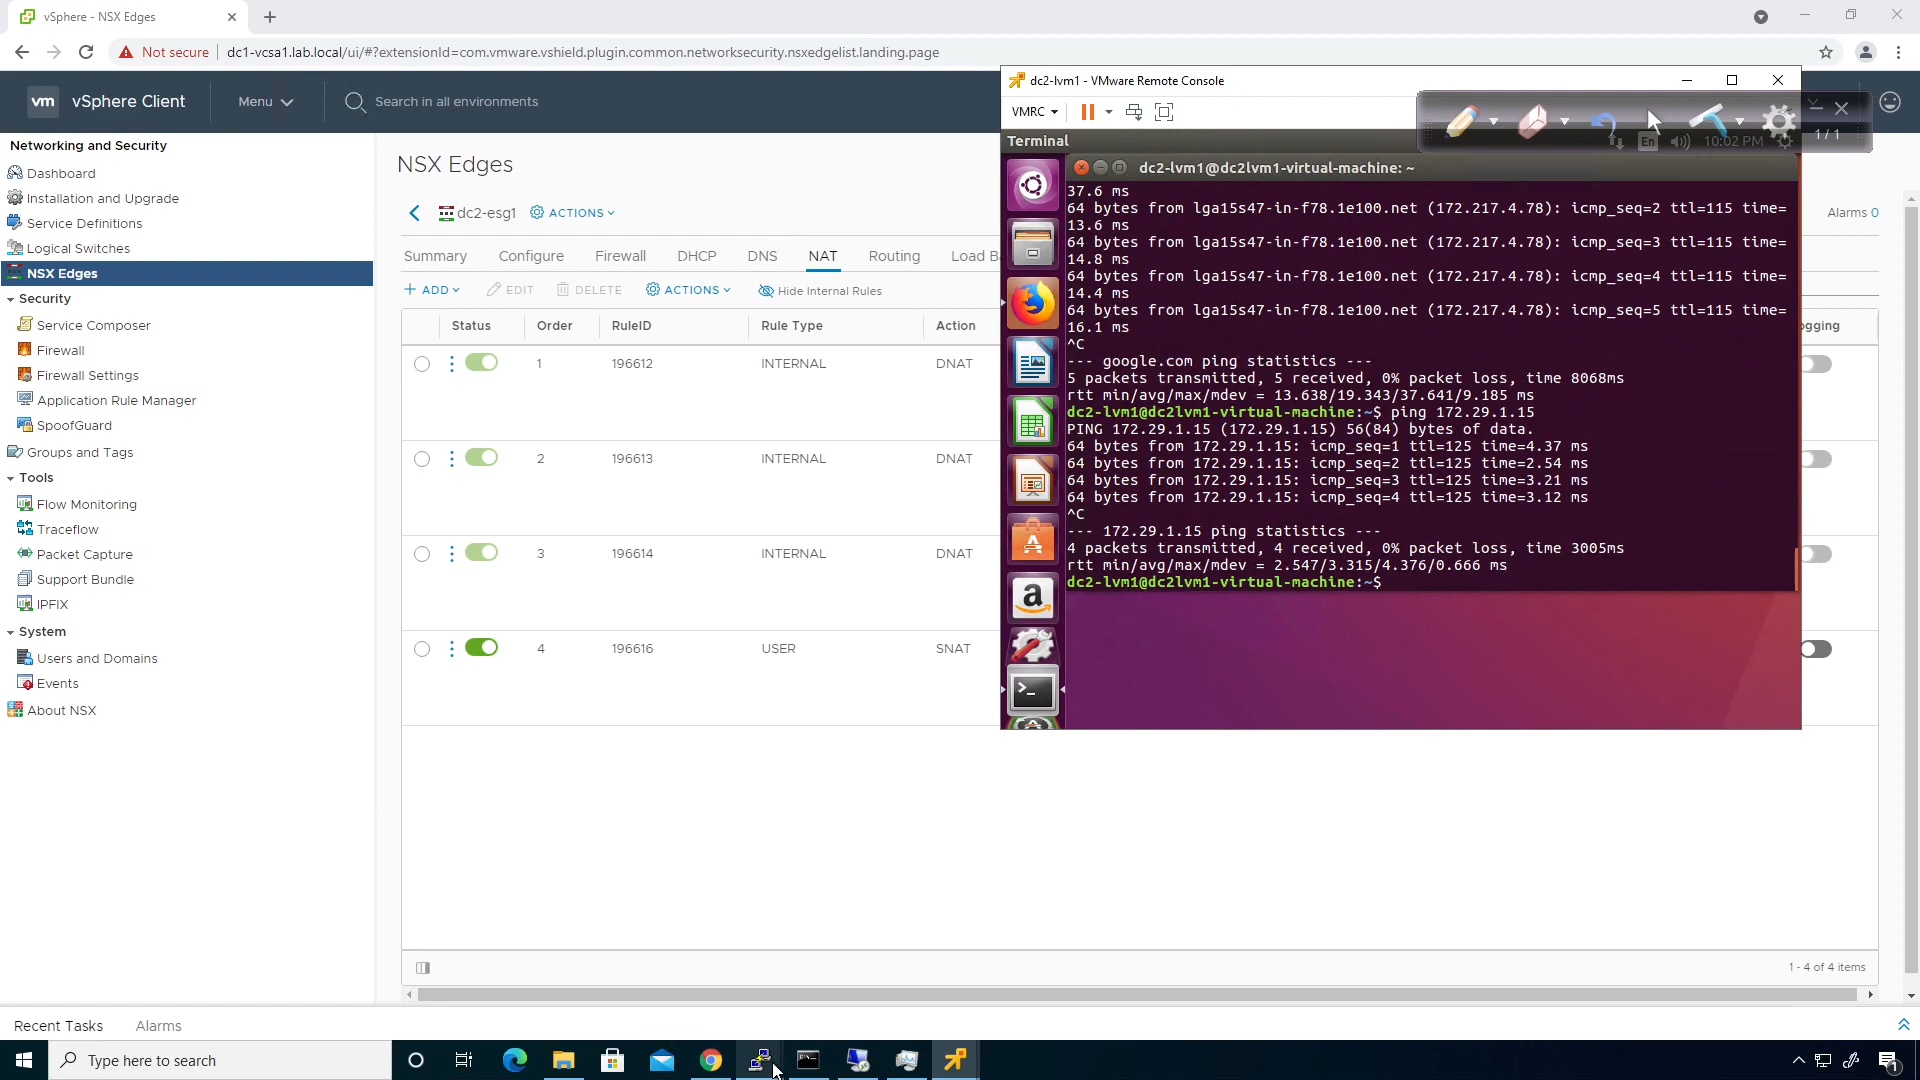 vSphere - NSX Edges
Not secure
dc1-vcsa1.lab.local/ui/#?extensionId=com.vmware.vshield.plugin.common.networksecurity.nsxedgelist.landing.page
vm
vSphere Client
Menu
Search in all environments
Networking and Security
Dashboard
Installation and Upgrade
Service Definitions
Logical Switches
NSX Edges
Security
Service Composer
Firewall
Firewall Settings
Application Rule Manager
SpoofGuard
Groups and Tags
Tools
Flow Monitoring
Traceflow
Packet Capture
Support Bundle
IPFIX
System
Users and Domains
Events
About NSX
NSX Edges
dc2-esg1
ACTIONS
Alarms 0
Summary
Configure
Firewall
DHCP
DNS
NAT
Routing
Load B
ADD
EDIT
DELETE
ACTIONS
Hide Internal Rules
Status Order RuleID Rule Type Action
ogging
1 196612 INTERNAL DNAT
2 196613 INTERNAL DNAT
3 196614 INTERNAL DNAT
4 196616 USER SNAT
1 - 4 of 4 items
dc2-lvm1 - VMware Remote Console
VMRC
1 / 1
Terminal
En
10:02 PM
dc2-lvm1@dc2lvm1-virtual-machine: ~
37.6 ms
64 bytes from lga15s47-in-f78.1e100.net (172.217.4.78): icmp_seq=2 ttl=115 time=
13.6 ms
64 bytes from lga15s47-in-f78.1e100.net (172.217.4.78): icmp_seq=3 ttl=115 time=
14.8 ms
64 bytes from lga15s47-in-f78.1e100.net (172.217.4.78): icmp_seq=4 ttl=115 time=
14.4 ms
64 bytes from lga15s47-in-f78.1e100.net (172.217.4.78): icmp_seq=5 ttl=115 time=
16.1 ms
^C
--- google.com ping statistics ---
5 packets transmitted, 5 received, 0% packet loss, time 8068ms
rtt min/avg/max/mdev = 13.638/19.343/37.641/9.185 ms
dc2-lvm1@dc2lvm1-virtual-machine:~$ ping 172.29.1.15
PING 172.29.1.15 (172.29.1.15) 56(84) bytes of data.
64 bytes from 172.29.1.15: icmp_seq=1 ttl=125 time=4.37 ms
64 bytes from 172.29.1.15: icmp_seq=2 ttl=125 time=2.54 ms
64 bytes from 172.29.1.15: icmp_seq=3 ttl=125 time=3.21 ms
64 bytes from 172.29.1.15: icmp_seq=4 ttl=125 time=3.12 ms
^C
--- 172.29.1.15 ping statistics ---
4 packets transmitted, 4 received, 0% packet loss, time 3005ms
rtt min/avg/max/mdev = 2.547/3.315/4.376/0.666 ms
dc2-lvm1@dc2lvm1-virtual-machine:~$
Recent Tasks
Alarms
Type here to search
1